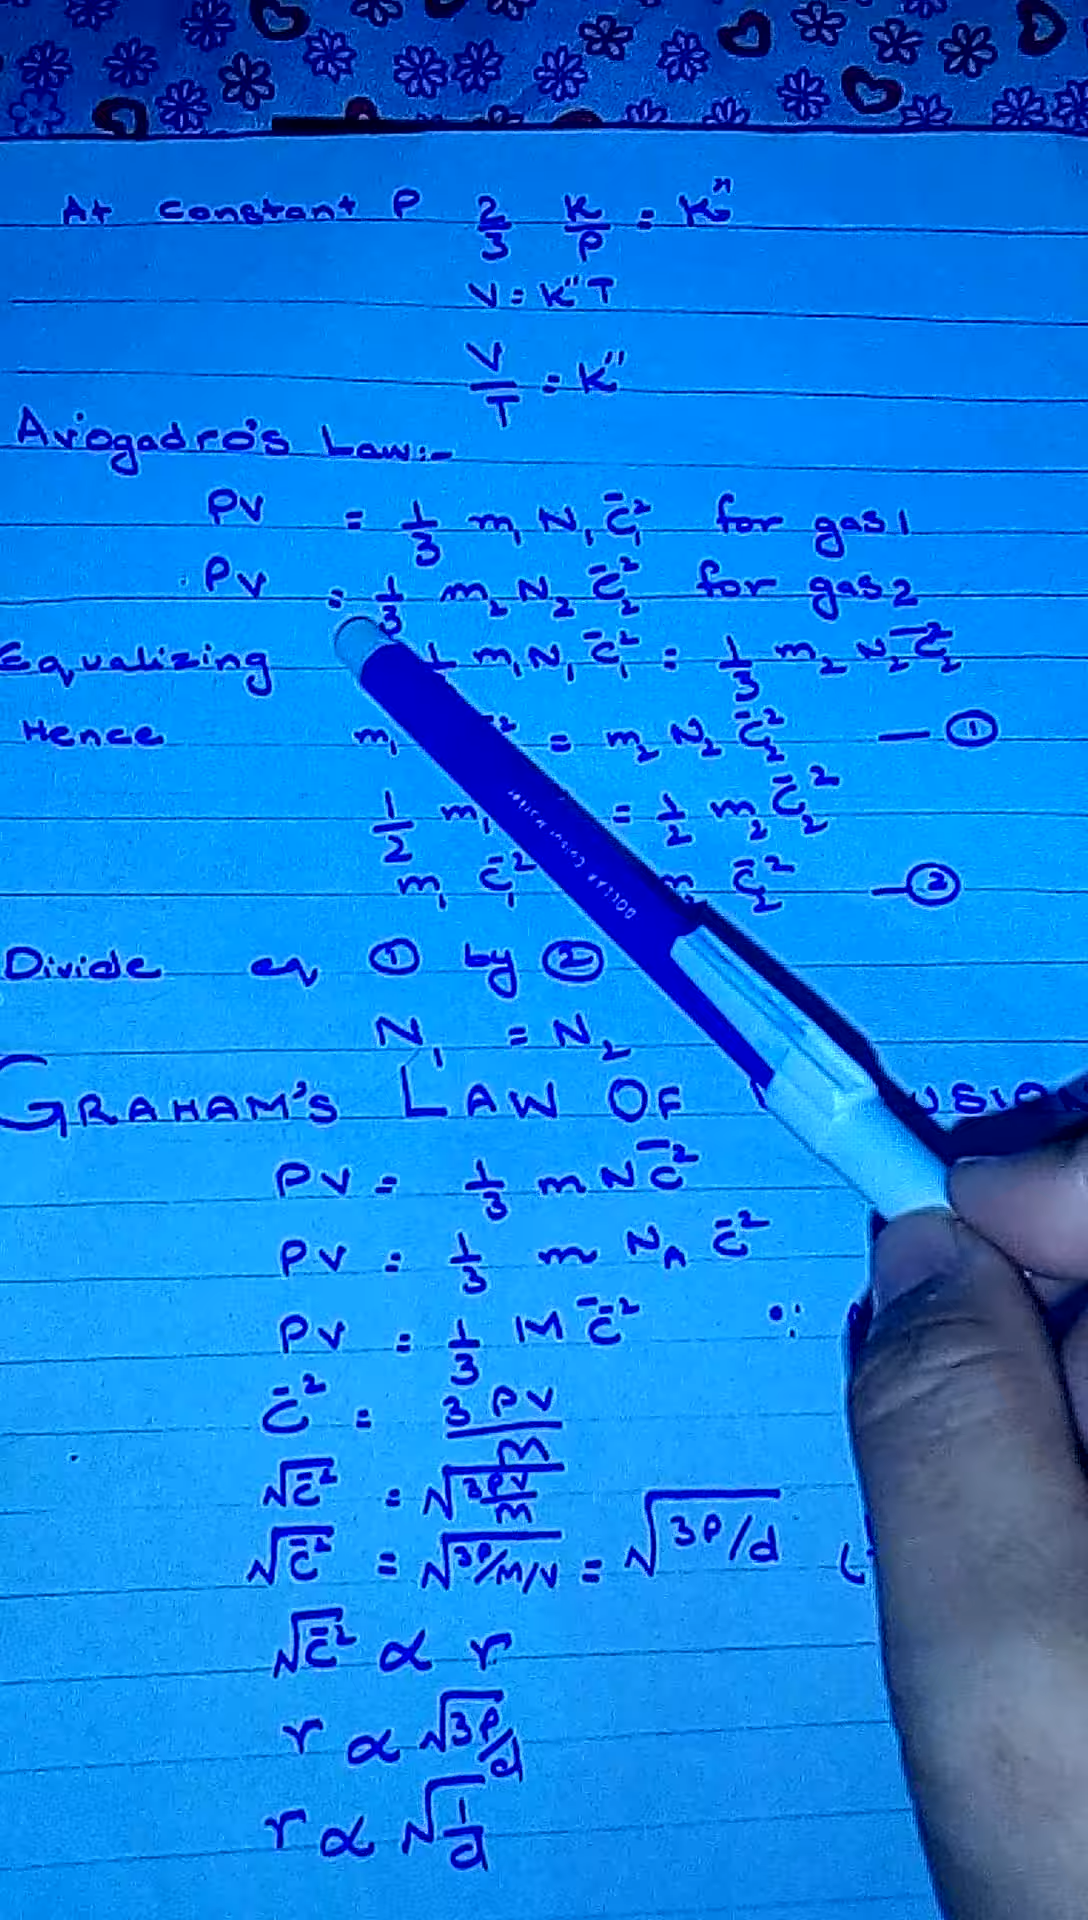 At constant P 2/3 K/P = K"
V = K"T
V/T = K"
Avogadro's Law:-
PV = 1/3 m₁ N₁ c̄₁² for gas 1
PV = 1/3 m₂ N₂ c̄₂² for gas 2
Equalizing 1 m₁ N₁ c̄₁² = 1/3 m₂ N₂ c̄₂²
Hence m₁ ² = m₂ N₂ c̄₂² — ①
1/2 m₁ = 1/2 m₂ c̄₂²
m₁ c̄₁² c̄₂² — ②
Divide eq ① by ②
N₁ = N₂
GRAHAM'S LAW OF
PV = 1/3 m N c̄²
PV = 1/3 m N_A c̄²
PV = 1/3 M c̄² ∵
c̄² = 3PV/M
√c̄² = √3PV/M
√c̄² = √3P/M/V = √3P/d
√c̄² ∝ r
r ∝ √3P/d
r ∝ √1/d